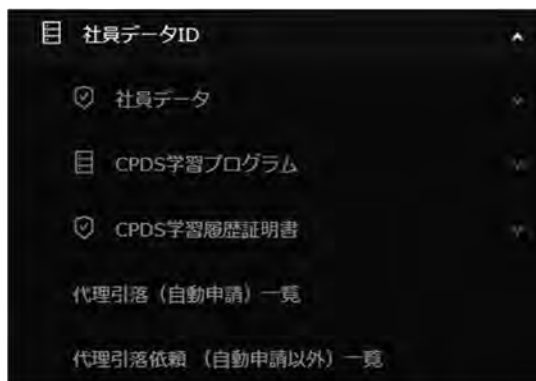 社員データID
社員データ
CPDS学習プログラム
CPDS学習履歴証明書
代理引落（自動申請）一覧
代理引落依頼 （自動申請以外）一覧